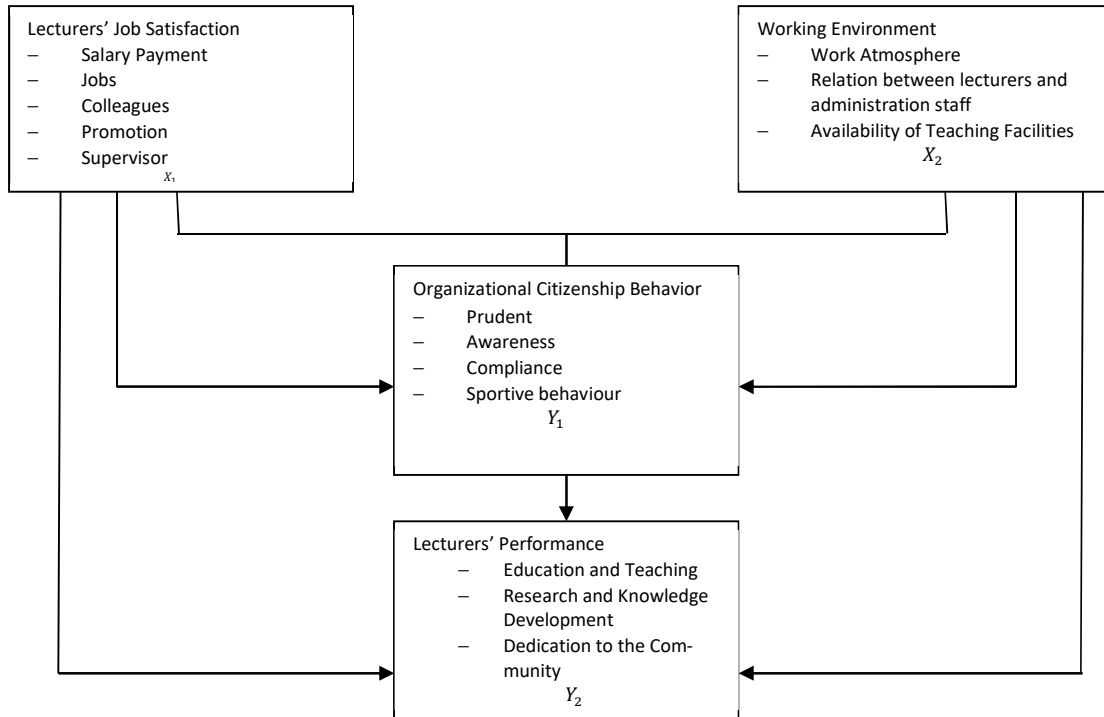 Lecturers’ Job Satisfaction
– Salary Payment
– Jobs
– Colleagues
– Promotion
– Supervisor
X₁
Working Environment
– Work Atmosphere
– Relation between lecturers and
administration staff
– Availability of Teaching Facilities
X₂
Organizational Citizenship Behavior
– Prudent
– Awareness
– Compliance
– Sportive behaviour
Y₁
Lecturers’ Performance
– Education and Teaching
– Research and Knowledge
Development
– Dedication to the Com-
munity
Y₂